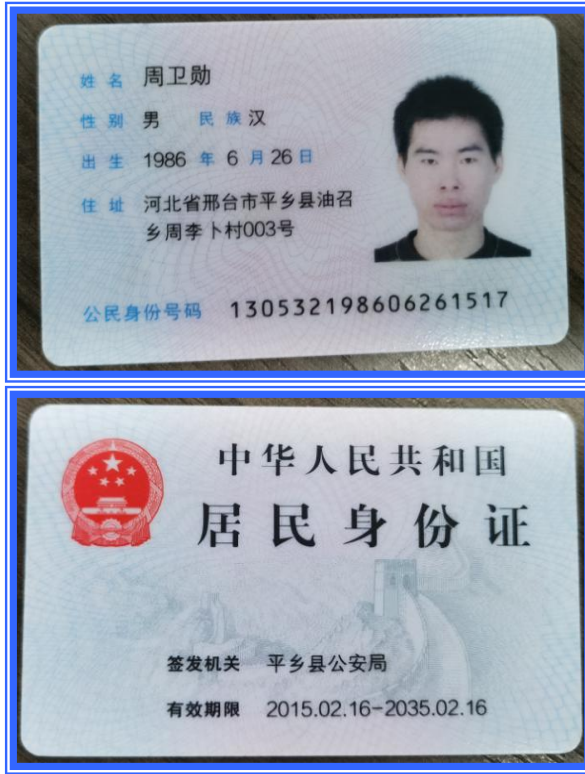 姓名 周卫勋
性别 男 民族 汉
出生 1986 年 6 月 26 日
住址 河北省邢台市平乡县油召
乡周李卜村003号
公民身份号码 130532198606261517
中华人民共和国
居民身份证
签发机关 平乡县公安局
有效期限 2015.02.16-2035.02.16